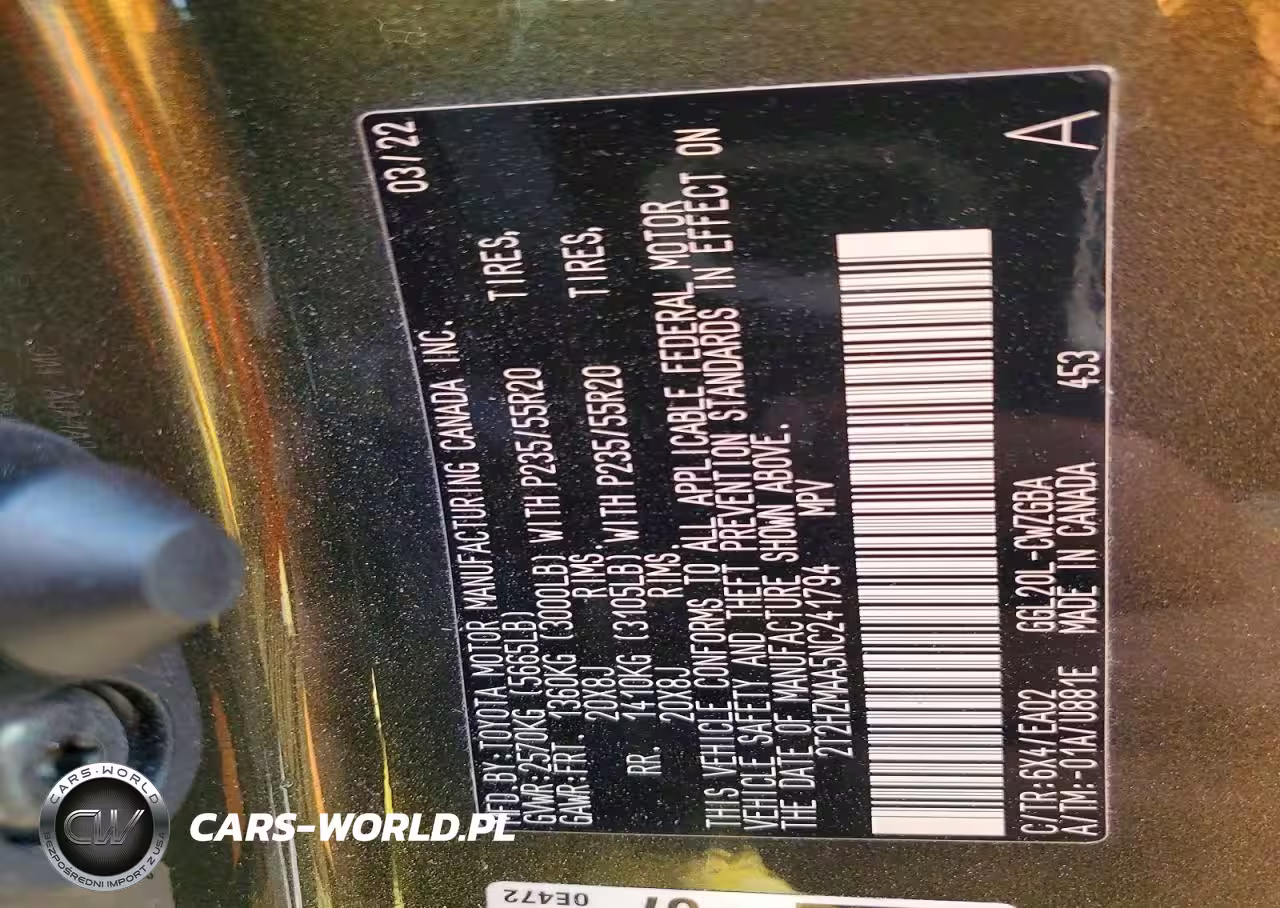 MFD.BY:TOYOTA MOTOR MANUFACTURING CANADA INC. 03/22
GVWR:2570KG (5665LB)
GAWR:FRT. 1360KG (3000LB) WITH P235/55R20 TIRES,
20X8J RIMS.
RR. 1410KG (3105LB) WITH P235/55R20 TIRES,
20X8J RIMS.
THIS VEHICLE CONFORMS TO ALL APPLICABLE FEDERAL MOTOR
VEHICLE SAFETY AND THEFT PREVENTION STANDARDS IN EFFECT ON
THE DATE OF MANUFACTURE SHOWN ABOVE.
2T2HZMAA5NC241794 MPV
C/TR:6X4/EA02 GGL20L-CWZGBA
A/TM:-01A/U881E MADE IN CANADA 453 A
0E472
CARS-WORLD
CW
BEZPOŚREDNI IMPORT Z USA
CARS-WORLD.PL